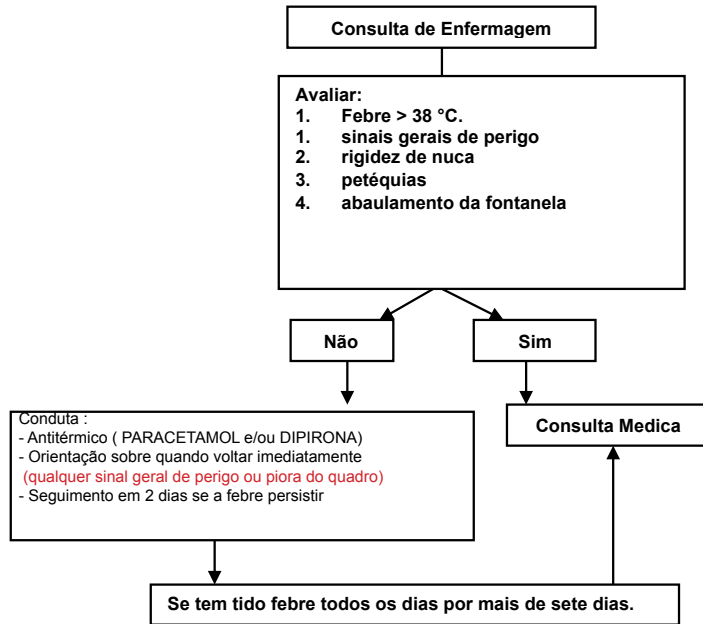 Consulta de Enfermagem
Avaliar:
1. Febre > 38 °C.
1. sinais gerais de perigo
2. rigidez de nuca
3. petéquias
4. abaulamento da fontanela
Não
Sim
Conduta :
- Antitérmico ( PARACETAMOL e/ou DIPIRONA)
- Orientação sobre quando voltar imediatamente
(qualquer sinal geral de perigo ou piora do quadro)
- Seguimento em 2 dias se a febre persistir
Consulta Medica
Se tem tido febre todos os dias por mais de sete dias.